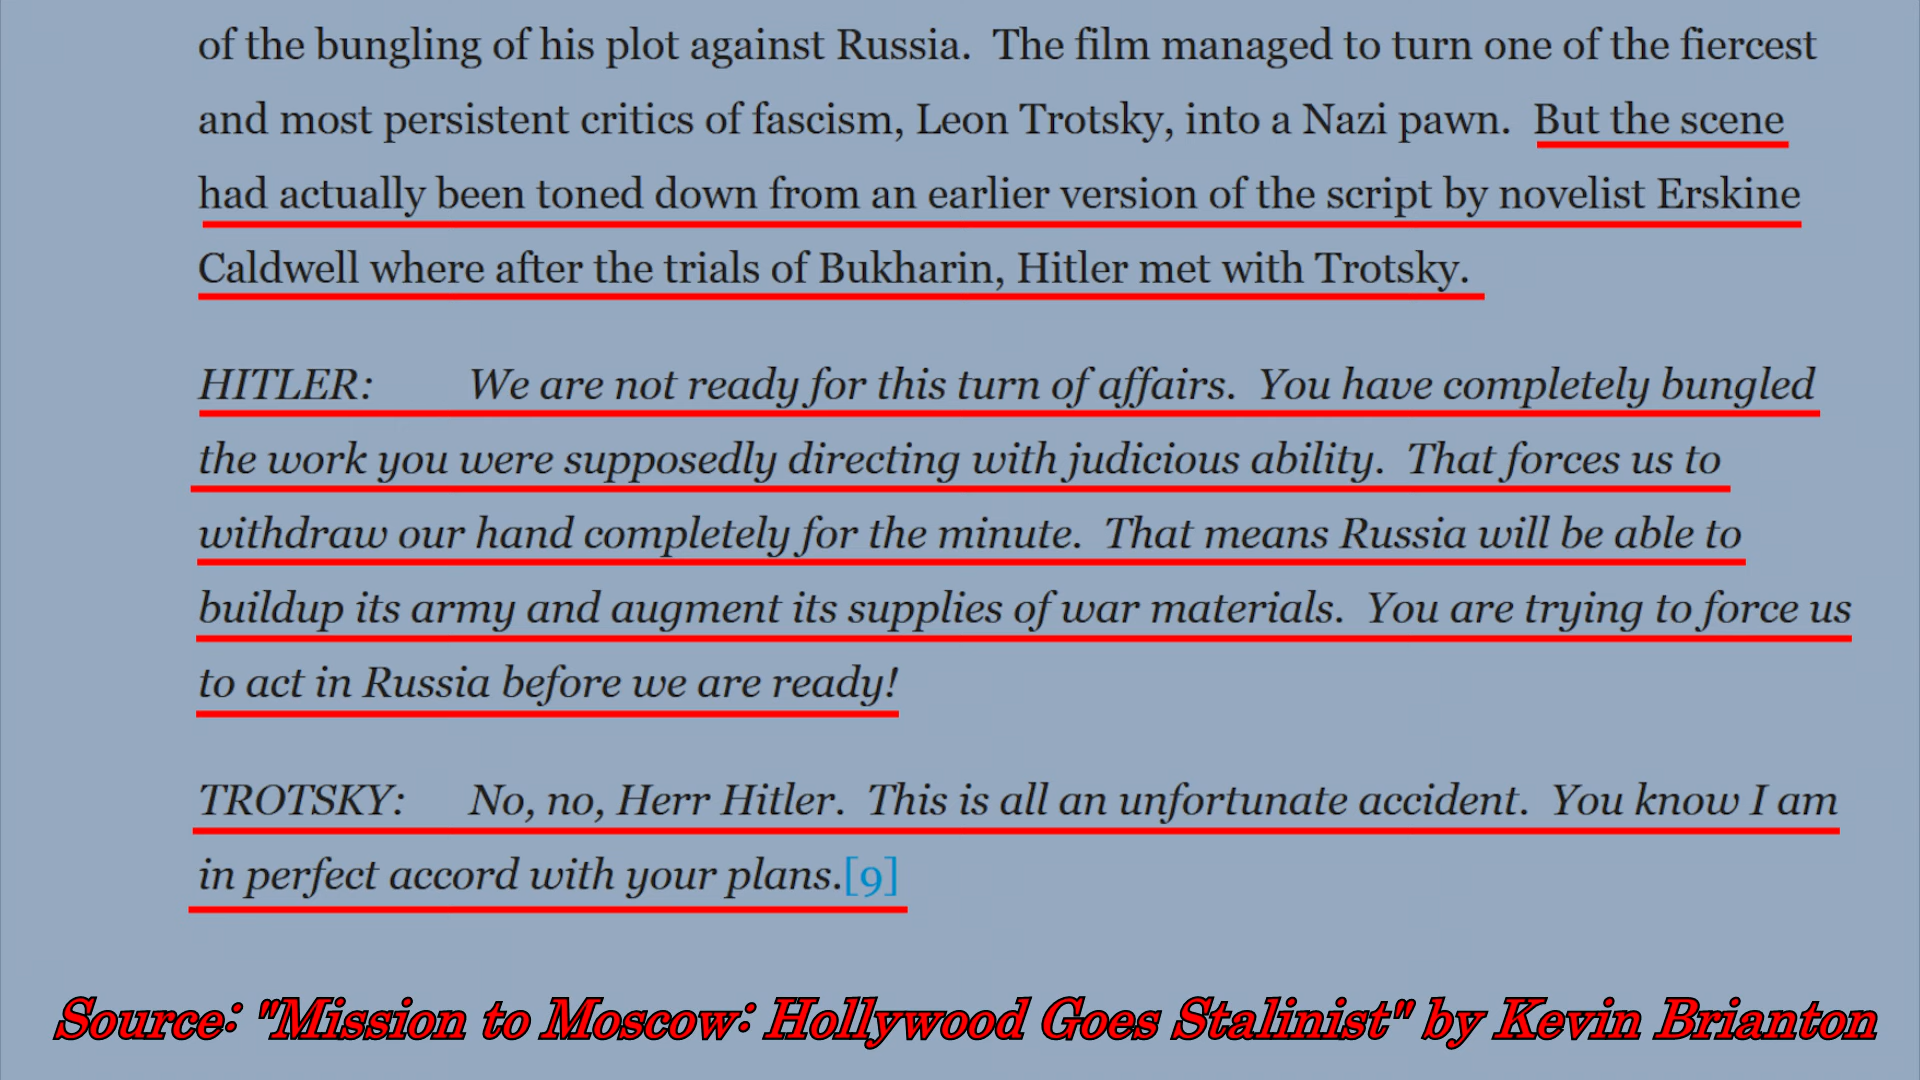 of the bungling of his plot against Russia.  The film managed to turn one of the fiercest
and most persistent critics of fascism, Leon Trotsky, into a Nazi pawn.  But the scene
had actually been toned down from an earlier version of the script by novelist Erskine
Caldwell where after the trials of Bukharin, Hitler met with Trotsky.
HITLER:      We are not ready for this turn of affairs.  You have completely bungled
the work you were supposedly directing with judicious ability.  That forces us to
withdraw our hand completely for the minute.  That means Russia will be able to
buildup its army and augment its supplies of war materials.  You are trying to force us
to act in Russia before we are ready!
TROTSKY:     No, no, Herr Hitler.  This is all an unfortunate accident.  You know I am
in perfect accord with your plans.[9]
Source: "Mission to Moscow: Hollywood Goes Stalinist" by Kevin Brianton